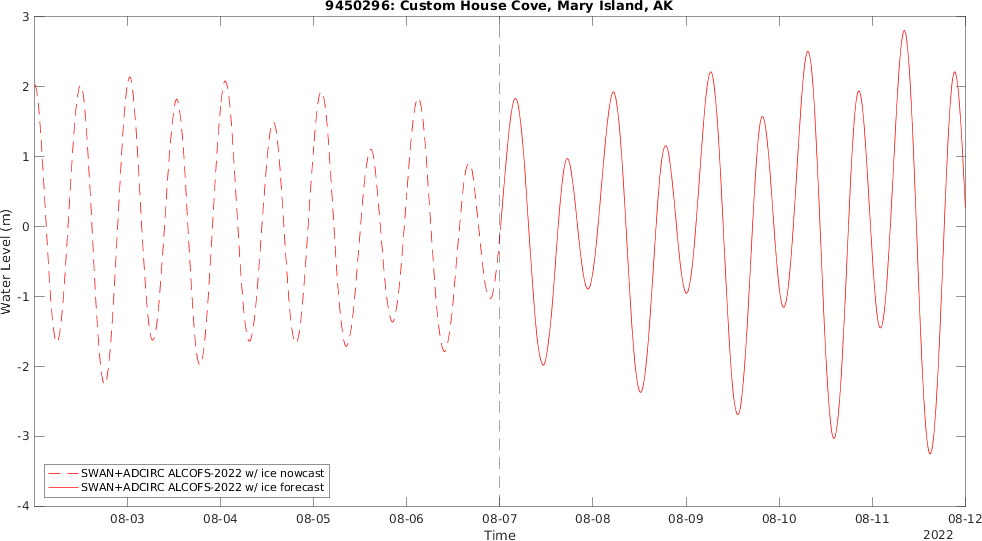 9450296: Custom House Cove, Mary Island, AK
3
2
1
0
-1
-2
-3
-4
Water Level (m)
SWAN+ADCIRC ALCOFS-2022 w/ ice nowcast
SWAN+ADCIRC ALCOFS-2022 w/ ice forecast
08-03 08-04 08-05 08-06 08-07 08-08 08-09 08-10 08-11 08-12
Time
2022